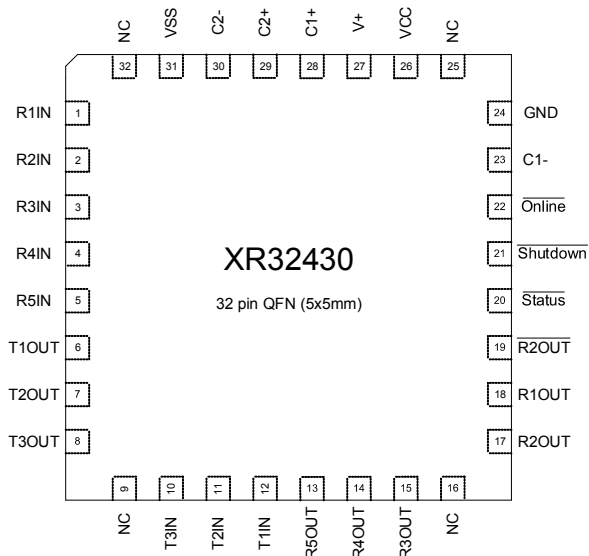 NC
VSS
C2-
C2+
C1+
V+
VCC
NC
32
31
30
29
28
27
26
25
R1IN 1
R2IN 2
R3IN 3
R4IN 4
R5IN 5
T1OUT 6
T2OUT 7
T3OUT 8
XR32430
32 pin QFN (5x5mm)
24 GND
23 C1-
22 Online
21 Shutdown
20 Status
19 R2OUT
18 R1OUT
17 R2OUT
9
10
11
12
13
14
15
16
NC
T3IN
T2IN
T1IN
R5OUT
R4OUT
R3OUT
NC